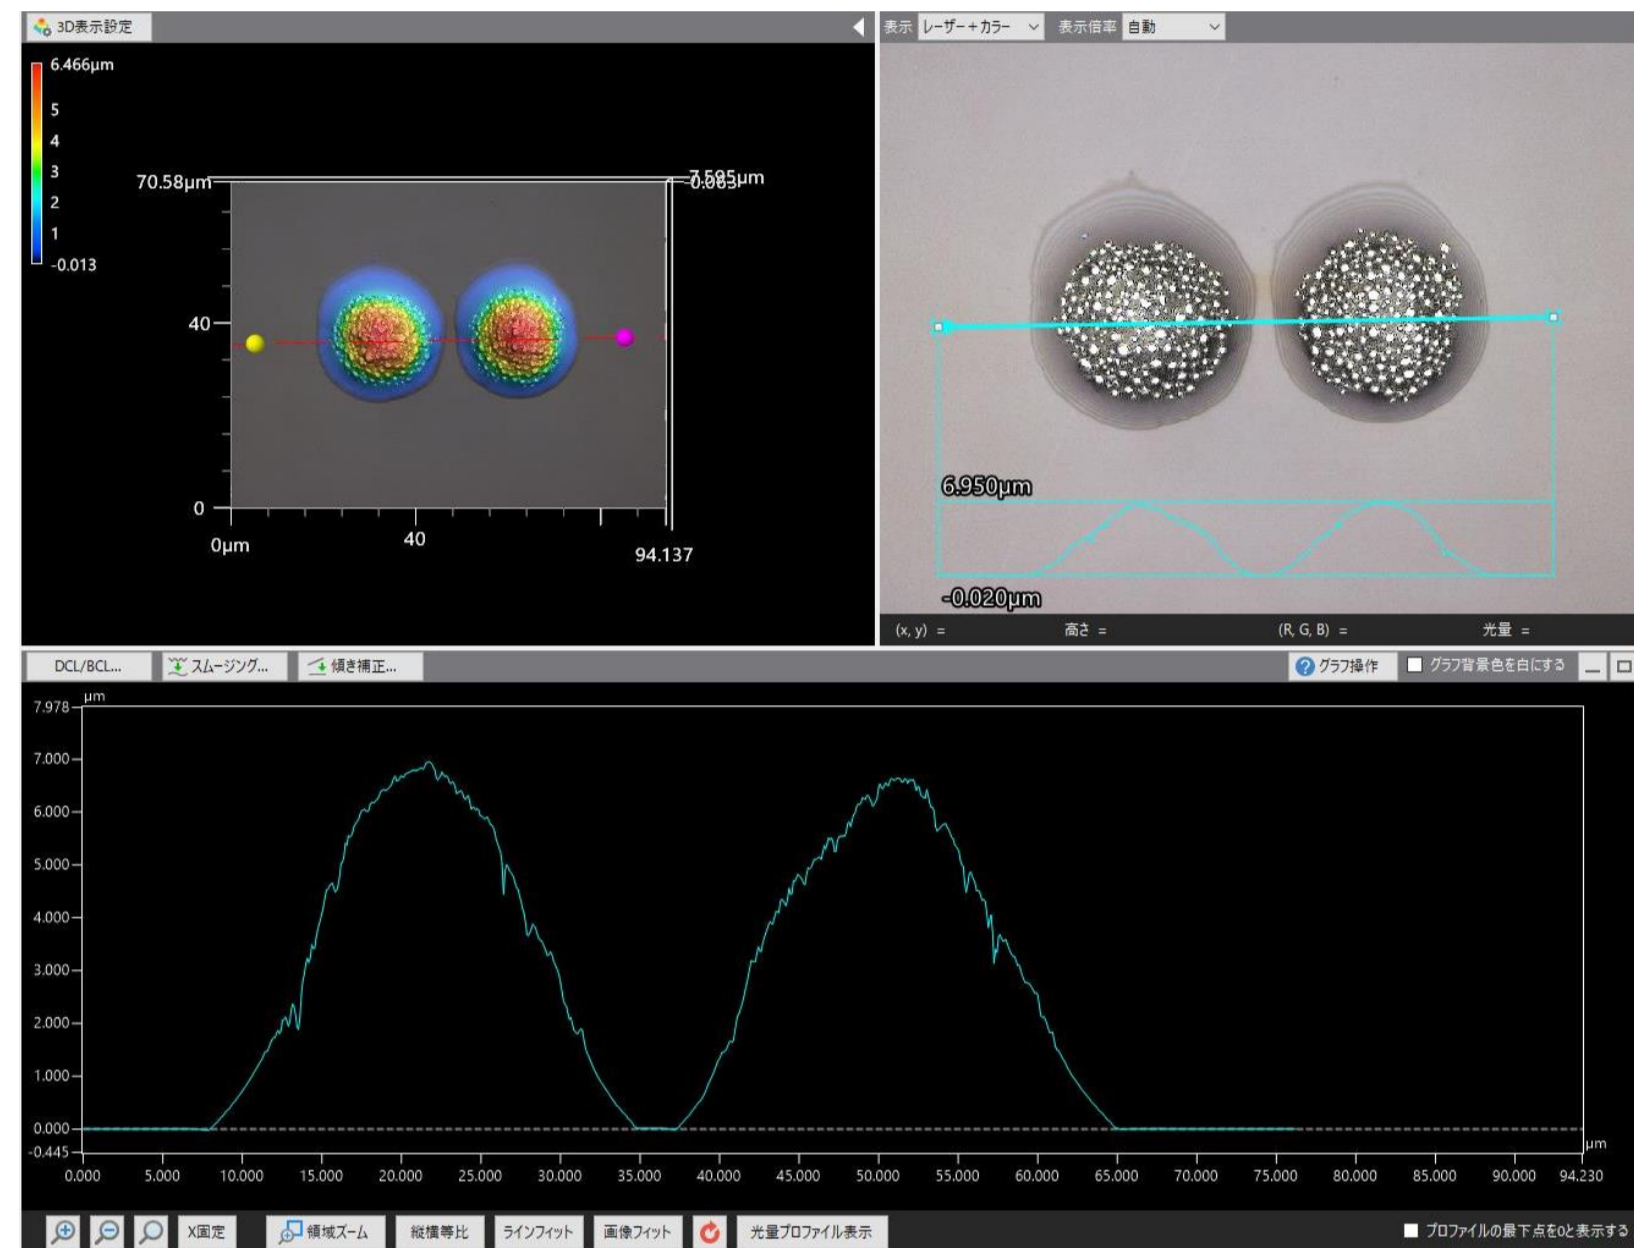 3D表示設定
6.466µm
5
4
3
2
1
-0.013
70.58µm
7.595µm
-0.063
40
0
0µm
40
94.137
表示 レーザー+カラー 表示倍率 自動
6.950µm
-0.020µm
(x, y) = 高さ = (R, G, B) = 光量 =
DCL/BCL... スムージング... 傾き補正... グラフ操作 グラフ背景色を白にする
µm
7.978
7.000
6.000
5.000
4.000
3.000
2.000
1.000
0.000
-0.445
µm
0.000 5.000 10.000 15.000 20.000 25.000 30.000 35.000 40.000 45.000 50.000 55.000 60.000 65.000 70.000 75.000 80.000 85.000 90.000 94.230
X固定 領域ズーム 縦横等比 ラインフィット 画像フィット 光量プロファイル表示 プロファイルの最下点を0と表示する